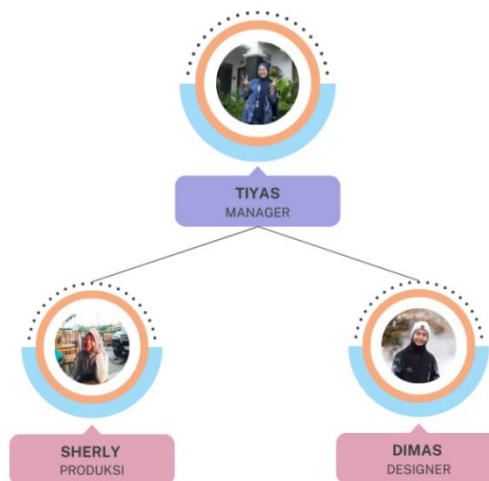 TIYAS
MANAGER
SHERLY
PRODUKSI
DIMAS
DESIGNER